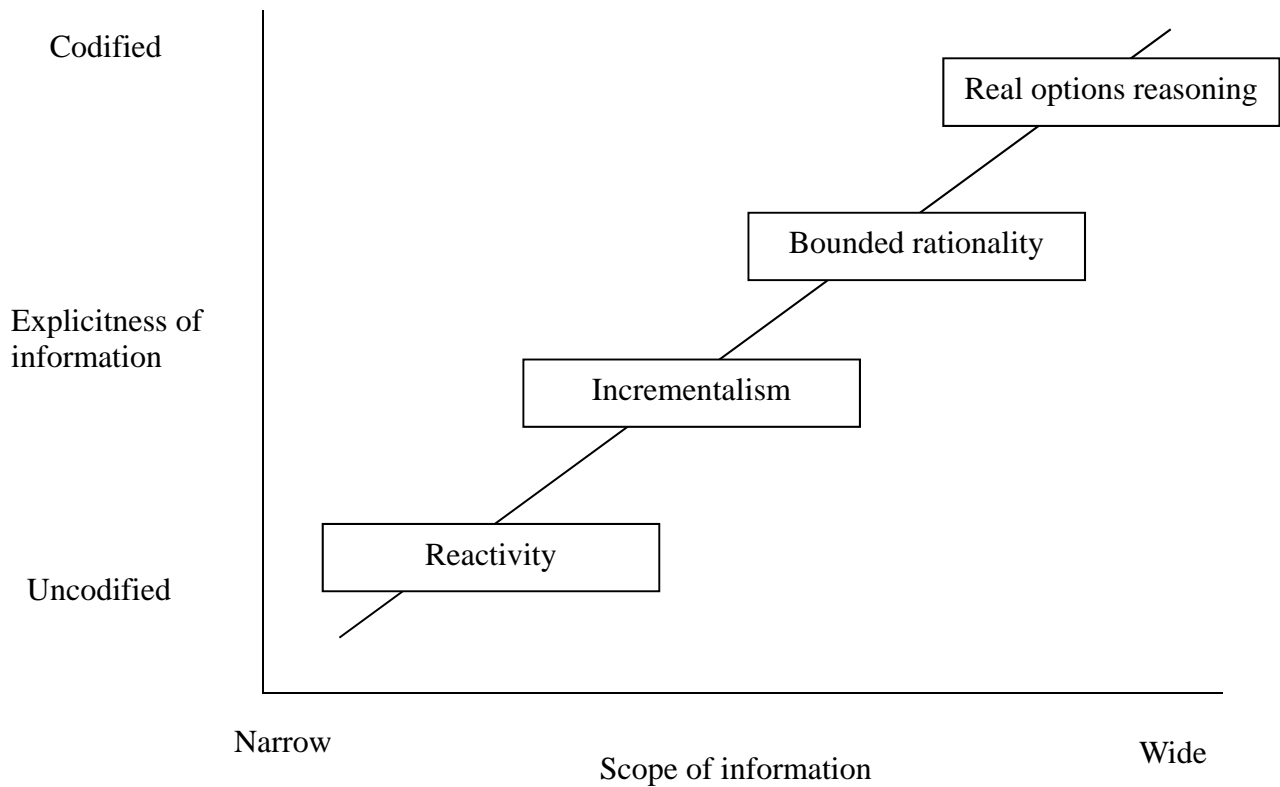 Codified
Real options reasoning
Bounded rationality
Explicitness of
information
Incrementalism
Reactivity
Uncodified
Narrow
Wide
Scope of information